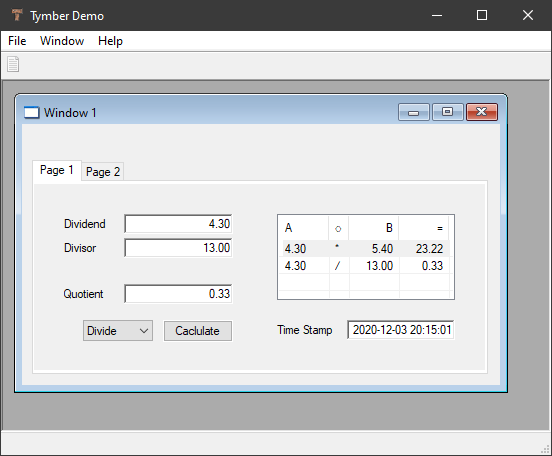 Tymber Demo
File Window Help
Window 1
Page 1 Page 2
Dividend 4.30
Divisor 13.00
Quotient 0.33
Divide Caclulate
A ○ B =
4.30 * 5.40 23.22
4.30 / 13.00 0.33
Time Stamp 2020-12-03 20:15:01